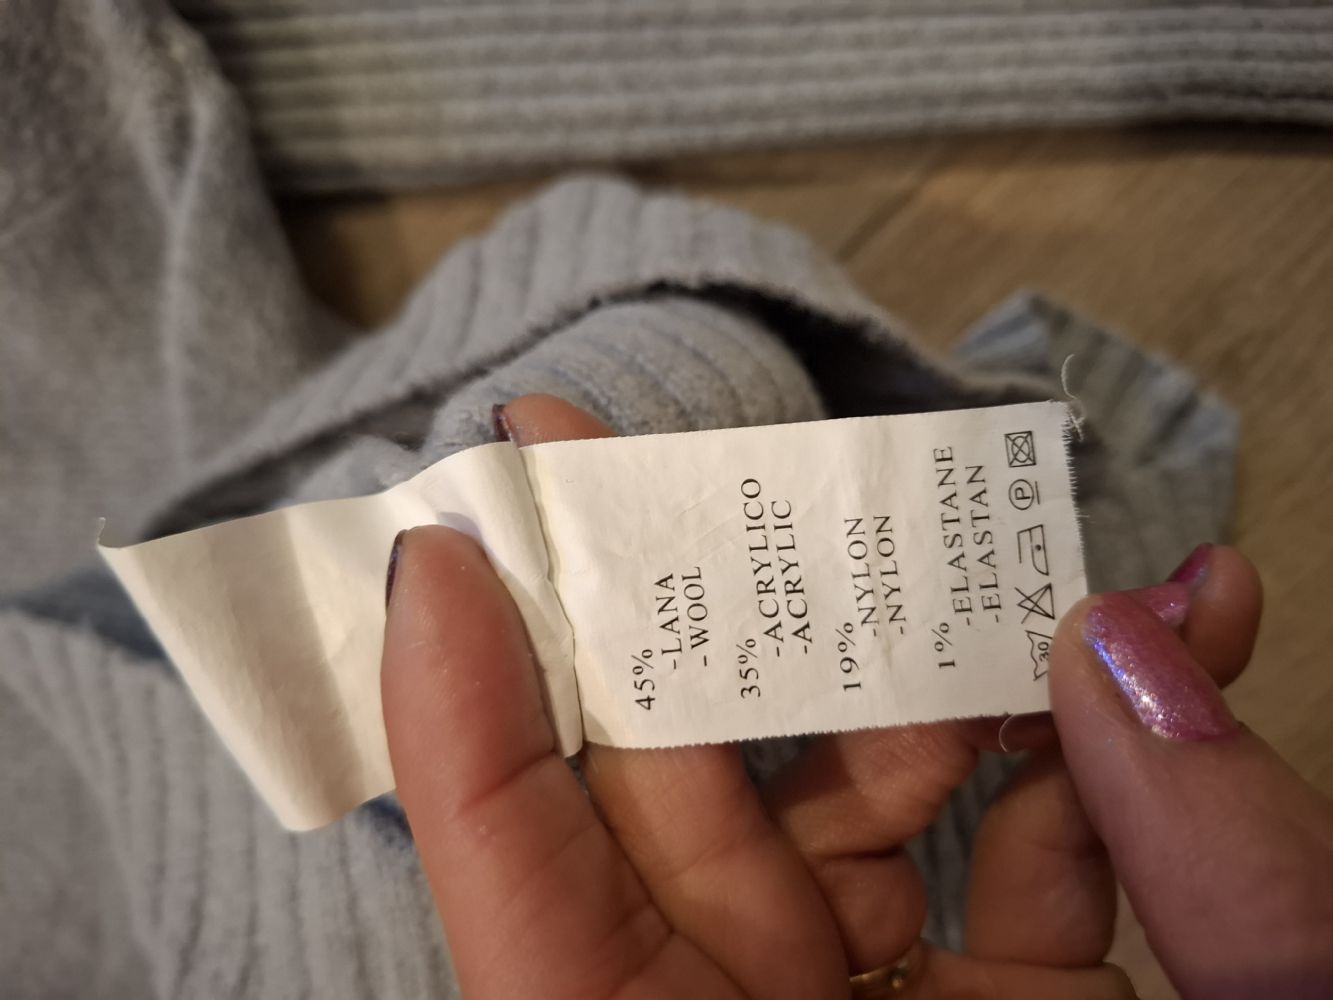 45%
-LANA
-WOOL
35%
-ACRYLICO
-ACRYLIC
19%
-NYLON
-NYLON
1%
-ELASTANE
-ELASTAN
30 P